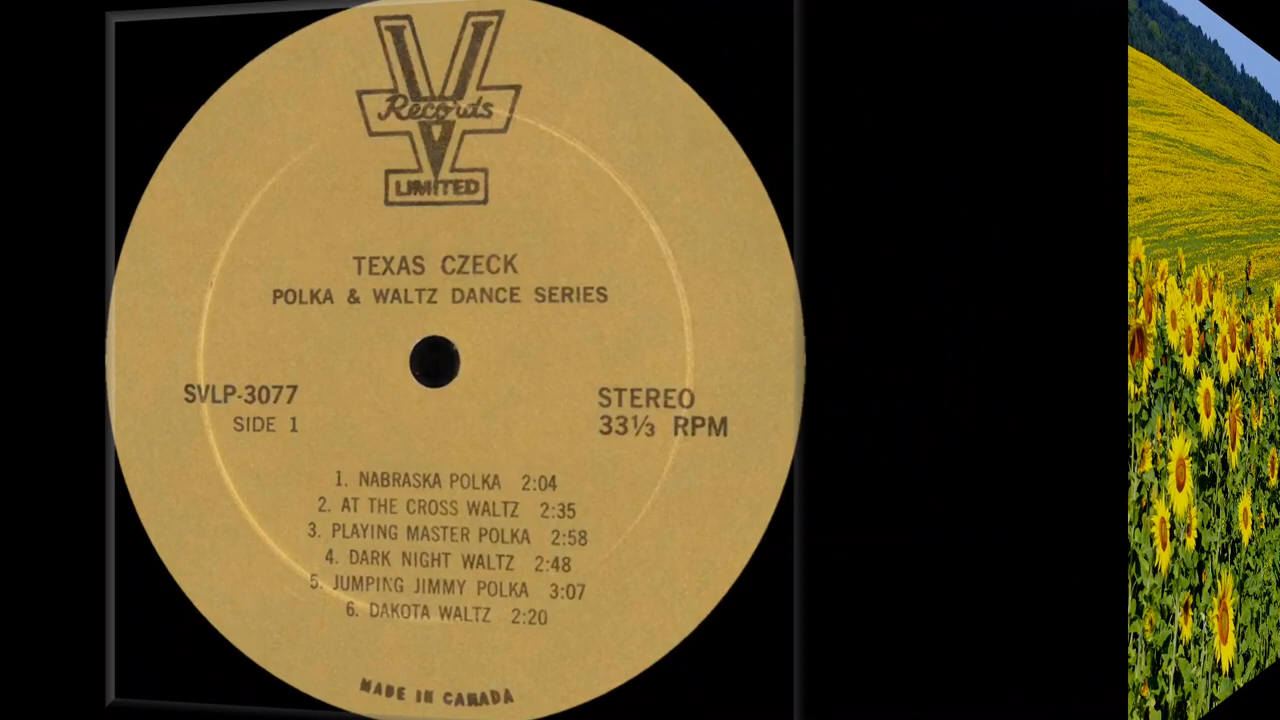 V
Records
LIMITED
TEXAS CZECK
POLKA & WALTZ DANCE SERIES
SVLP-3077
SIDE 1
STEREO
33⅓ RPM
1. NABRASKA POLKA 2:04
2. AT THE CROSS WALTZ 2:35
3. PLAYING MASTER POLKA 2:58
4. DARK NIGHT WALTZ 2:48
5. JUMPING JIMMY POLKA 3:07
6. DAKOTA WALTZ 2:20
MADE IN CANADA